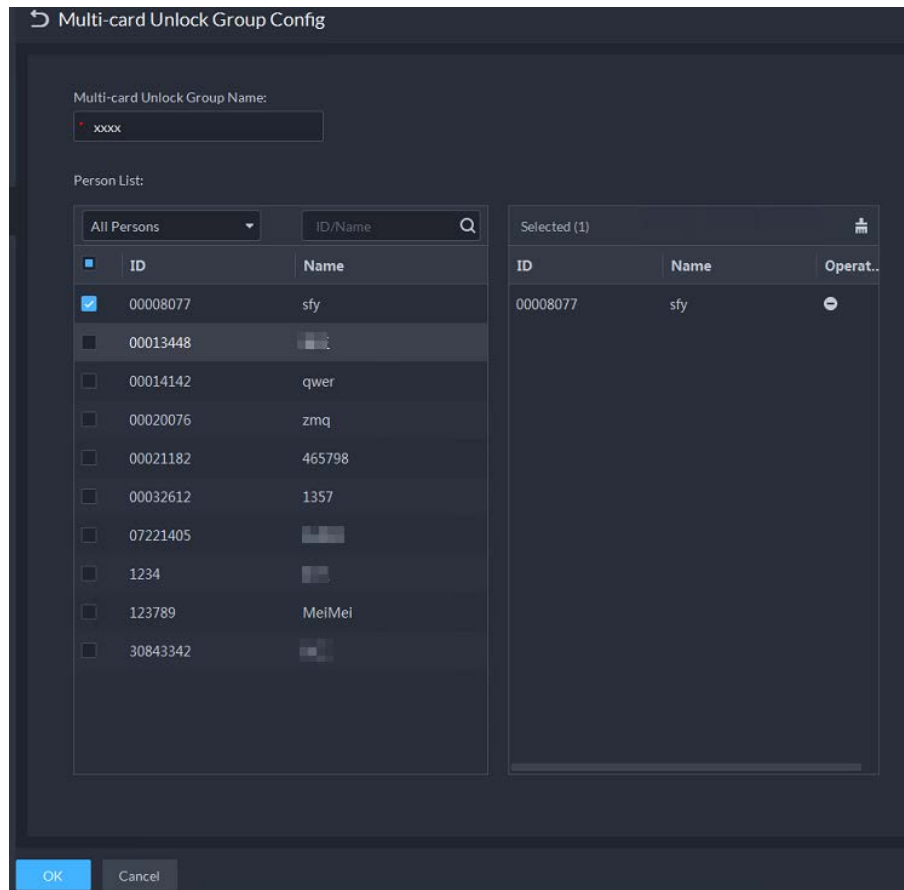 Multi-card Unlock Group Config
Multi-card Unlock Group Name:
* xxxx
Person List:
All Persons ID/Name
Selected (1)
ID Name
ID Name Operat..
00008077 sfy
00008077 sfy
00013448
00014142 qwer
00020076 zmq
00021182 465798
00032612 1357
07221405
1234
123789 MeiMei
30843342
OK Cancel